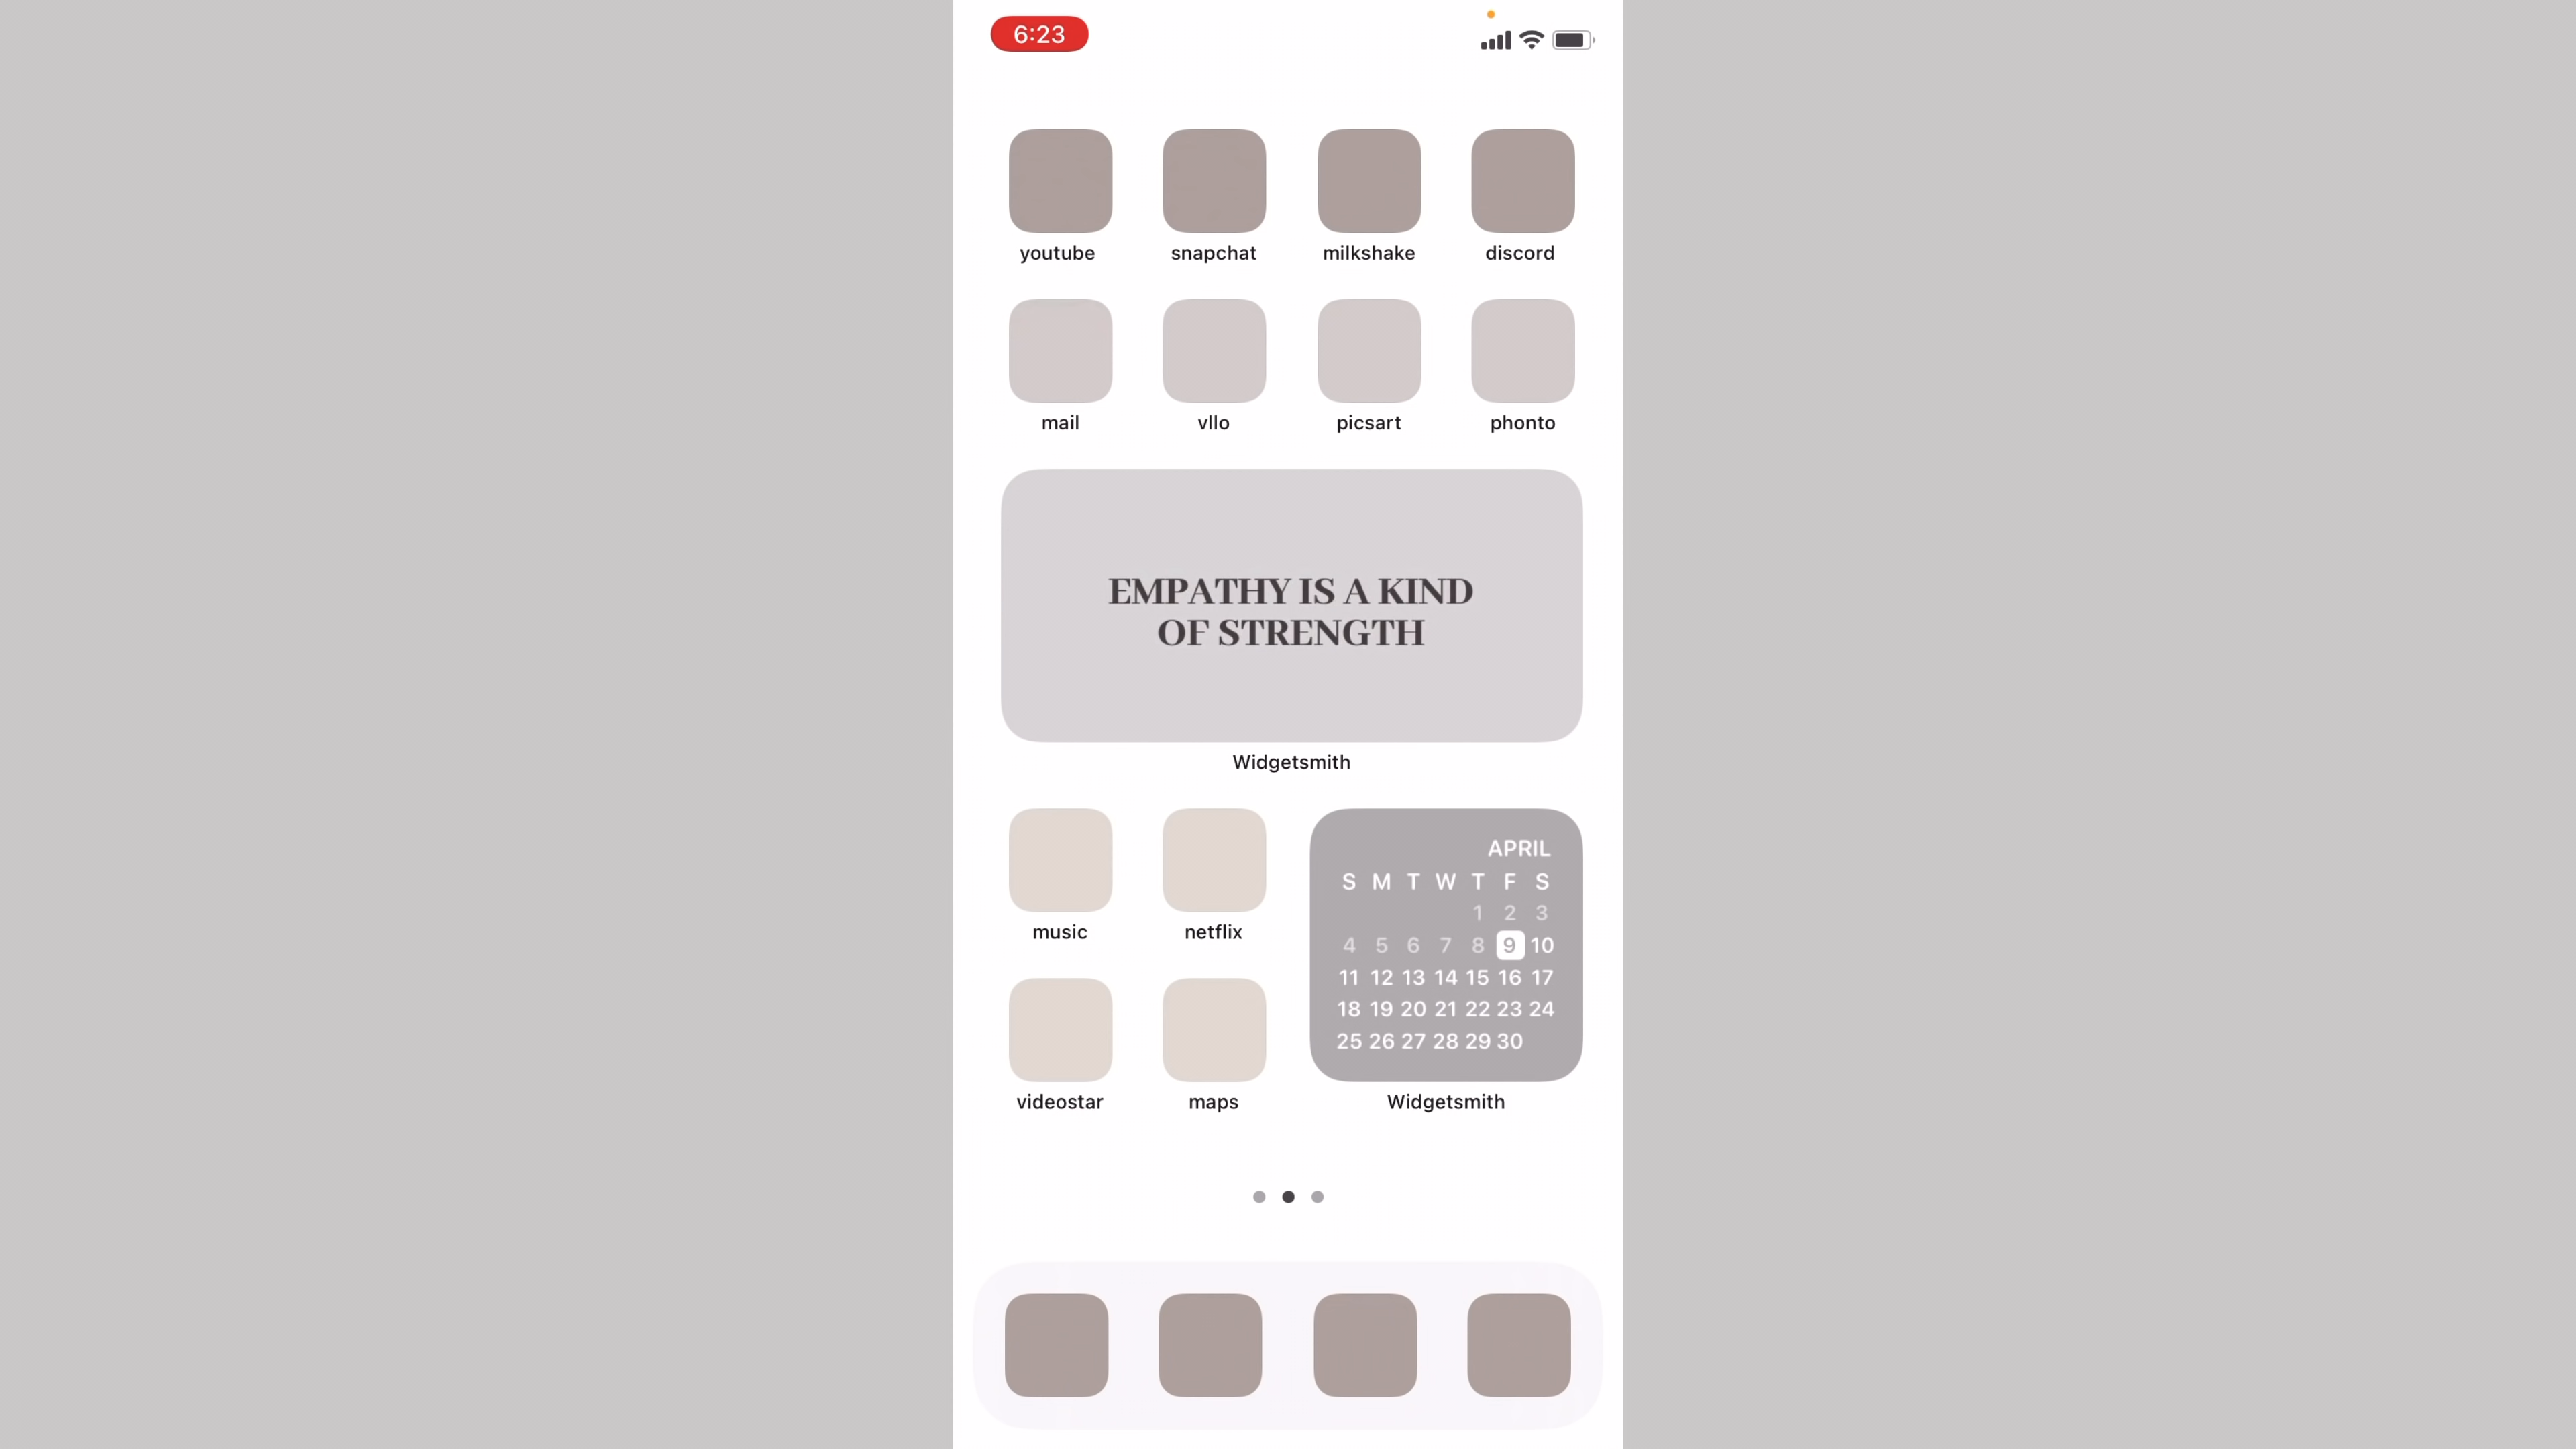 6:23
youtube snapchat milkshake discord
mail vllo picsart phonto
EMPATHY IS A KIND
OF STRENGTH
Widgetsmith
music netflix
videostar maps
APRIL
S M T W T F S
1 2 3
4 5 6 7 8 9 10
11 12 13 14 15 16 17
18 19 20 21 22 23 24
25 26 27 28 29 30
Widgetsmith